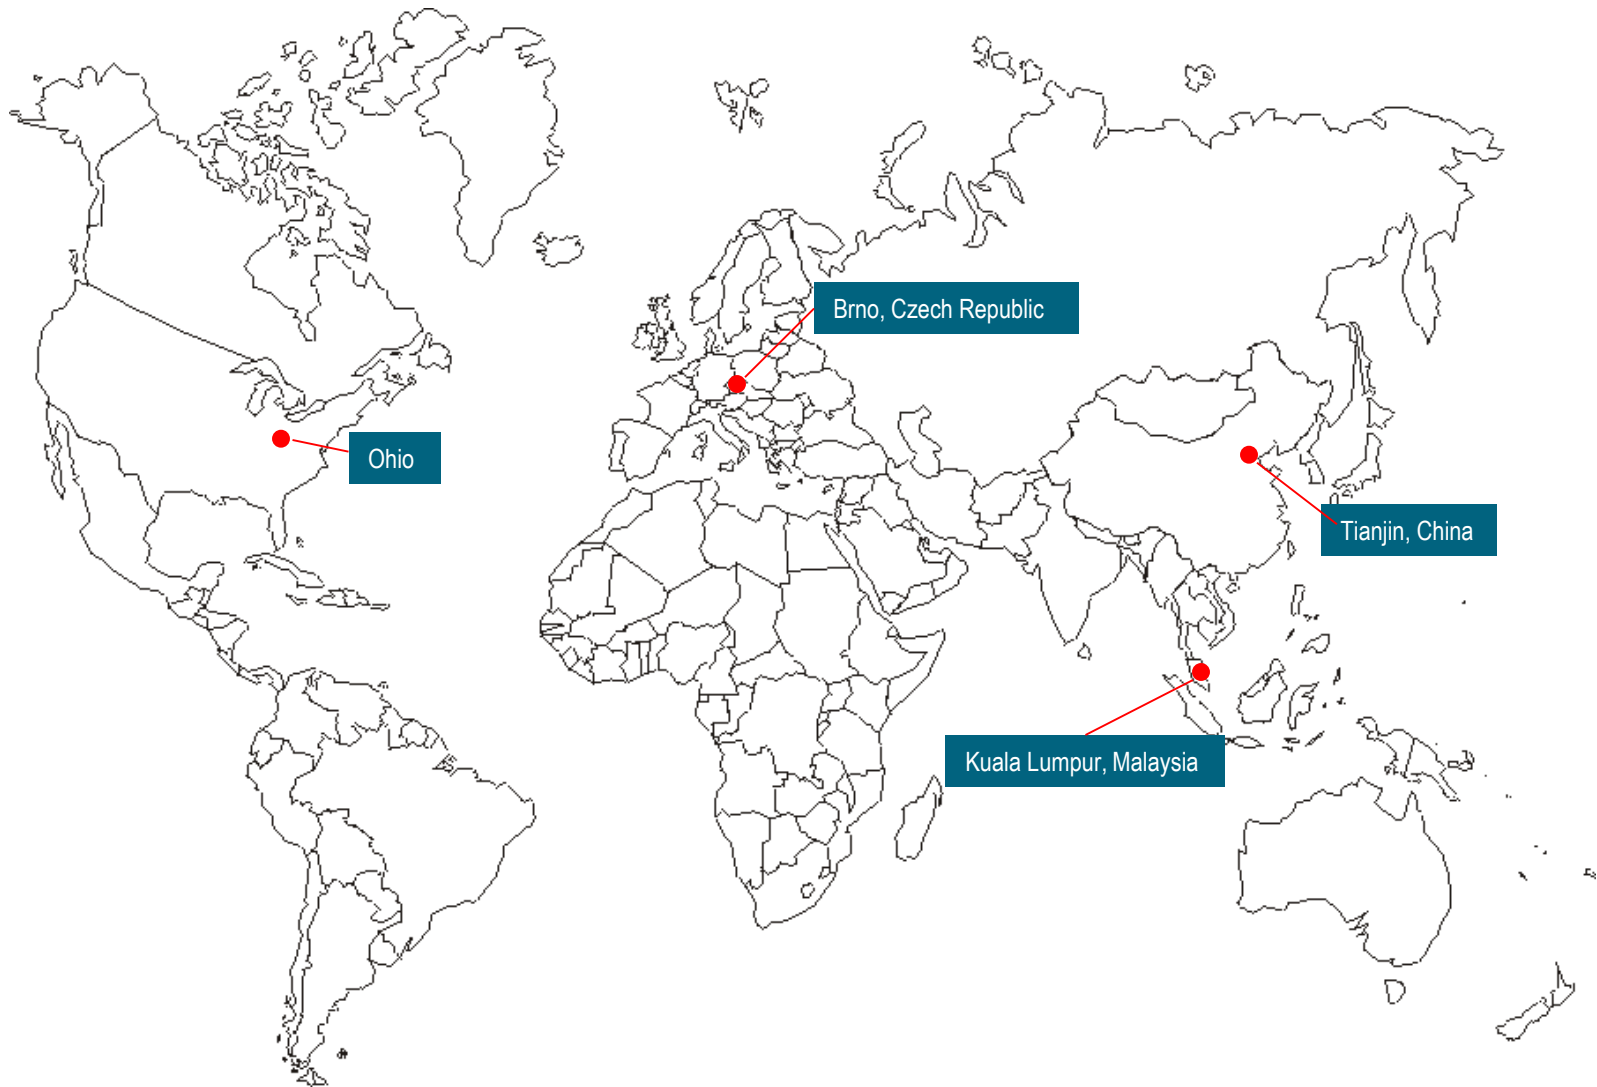 Brno, Czech Republic
Ohio
Tianjin, China
Kuala Lumpur, Malaysia